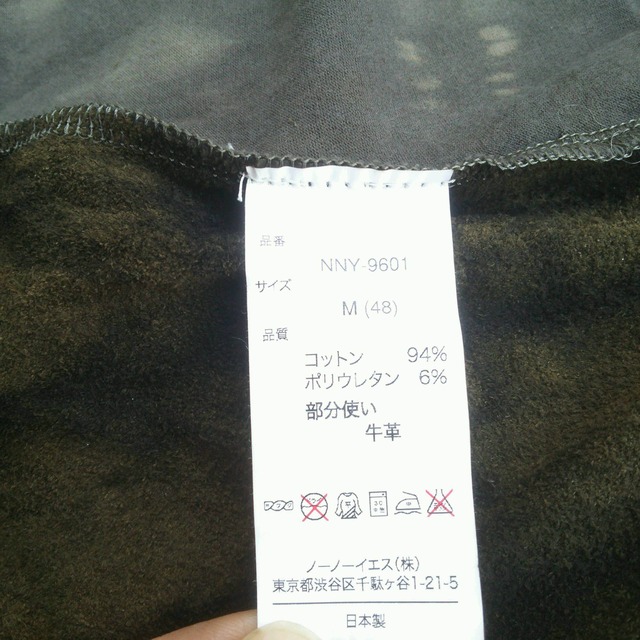 品番
NNY-9601
サイズ
M (48)
品質
コットン 94%
ポリウレタン 6%
部分使い
牛革
ノーノーイエス(株)
東京都渋谷区千駄ヶ谷1-21-5
日本製